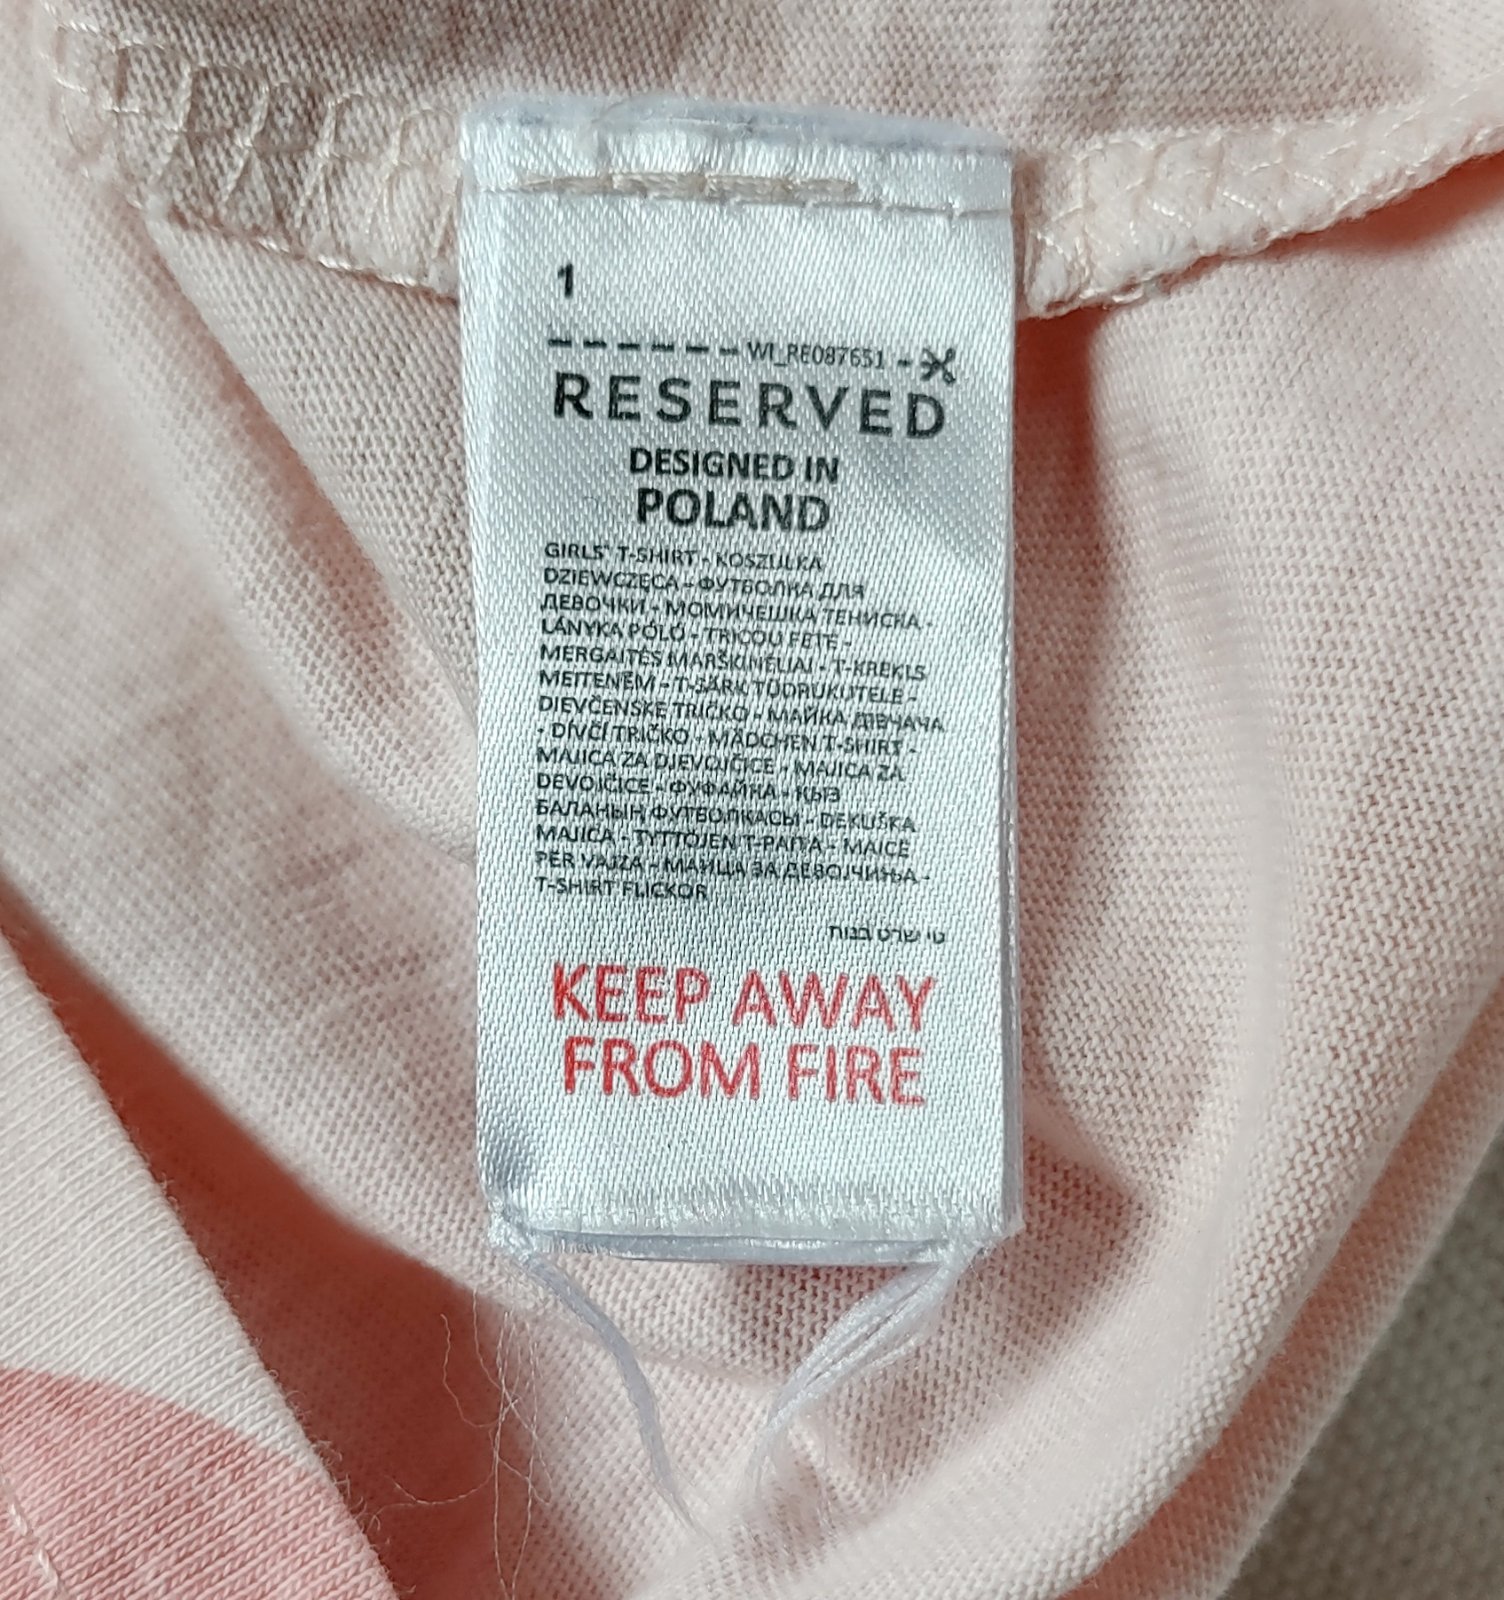 1
- - - - - - - WI_RE087651 -
RESERVED
DESIGNED IN
POLAND
GIRLS' T-SHIRT - KOSZULKA
DZIEWCZĘCA - ФУТБОЛКА ДЛЯ
ДЕВОЧКИ - МОМИЧЕШКА ТЕНИСКА -
LÁNYKA PÓLÓ - TRICOU FETE -
MERGAITĖS MARŠKINĖLIAI - T-KREKLS
MEITENĒM - T-SÄRK TÜDRUKUTELE -
DIEVČENSKÉ TRIČKO - МАЙКА ДІВЧАЧА
- DÍVČÍ TRIČKO - MÄDCHEN T-SHIRT -
MAJICA ZA DJEVOJČICE - MAJICA ZA
DEVOJČICE - ФУФАЙКА - ҚЫЗ
БАЛАНЫҢ ФУТБОЛКАСЫ - DEKLIŠKA
MAJICA - TYTTÖJEN T-PAITA - MAICË
PËR VAJZA - МАИЦА ЗА ДЕВОЈЧИЊА -
T-SHIRT FLICKOR
טי שרט בנות
KEEP AWAY
FROM FIRE